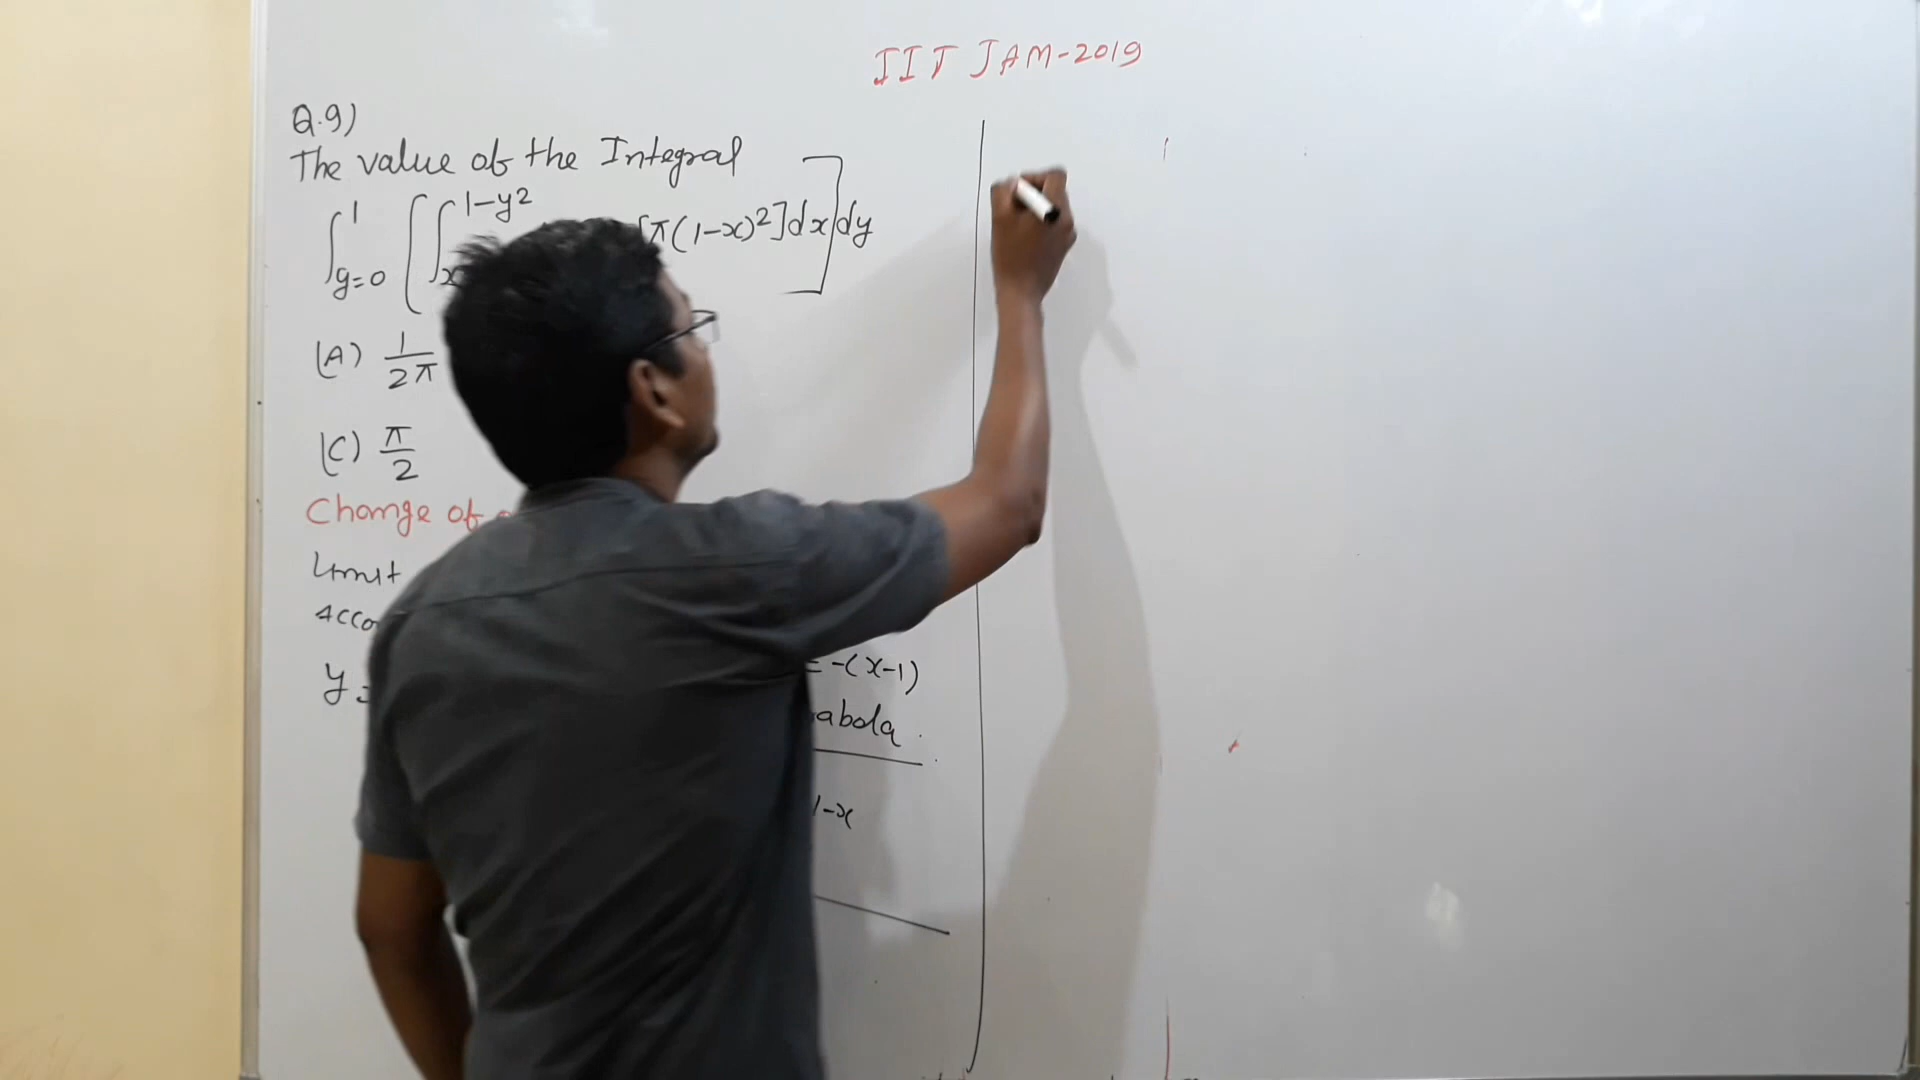 IIT JAM-2019
Q.9)
The value of the Integral
∫y=0 1 [∫x 1-y2 [π(1-x)2]dx]dy
(A) 1/2π
(C) π/2
Change of
Limit
Acco
y= = -(x-1)
abola.
1-x